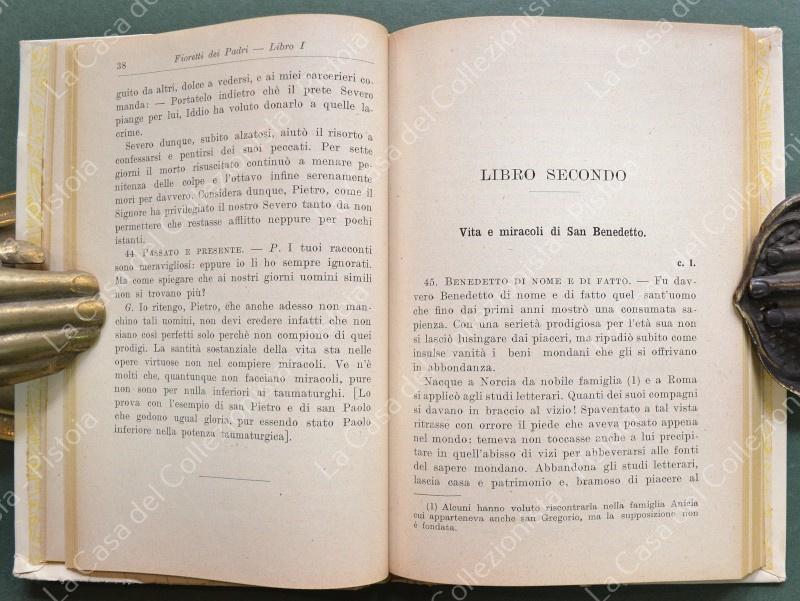 38
Fioretti dei Padri — Libro I
guito da altri, dolce a vedersi, e ai miei carcerieri co-
manda: — Portatelo indietro chè il prete Severo
piange per lui, Iddio ha voluto donarlo a quelle la-
crime.
Severo dunque, subito alzatosi, aiutò il risorto a
confessarsi e pentirsi dei suoi peccati. Per sette
giorni il morto risuscitato continuò a menare pe-
nitenza delle colpe e l'ottavo infine serenamente
morì per davvero. Considera dunque, Pietro, come il
Signore ha privilegiato il nostro Severo tanto da non
permettere che restasse afflitto neppure per pochi
istanti.
44. PASSATO E PRESENTE. — P. I tuoi racconti
sono meravigliosi: eppure io li ho sempre ignorati.
Ma come spiegare che ai nostri giorni uomini simili
non si trovano più?
G. Io ritengo, Pietro, che anche adesso non man-
chino tali uomini, non devi credere infatti che non
siano così perfetti solo perchè non compiono di quei
prodigi. La santità sostanziale della vita sta nelle
opere virtuose non nel compiere miracoli. Ve n'è
molti che, quantunque non facciano miracoli, pure
non sono per nulla inferiori ai taumaturghi. [Lo
prova con l'esempio di san Pietro e di san Paolo
che godono ugual gloria, pur essendo stato Paolo
inferiore nella potenza taumaturgica].
LIBRO SECONDO
Vita e miracoli di San Benedetto.
c. I.
45. BENEDETTO DI NOME E DI FATTO. — Fu dav-
vero Benedetto di nome e di fatto quel sant'uomo
che fino dai primi anni mostrò una consumata sa-
pienza. Con una serietà prodigiosa per l'età sua non
si lasciò lusingare dai piaceri, ma ripudiò subito come
insulse vanità i beni mondani che gli si offrivano
in abbondanza.
Nacque a Norcia da nobile famiglia (1) e a Roma
si applicò agli studi letterari. Quanti dei suoi compagni
si davano in braccio al vizio! Spaventato a tal vista
ritrasse con orrore il piede che aveva posato appena
nel mondo: temeva non toccasse anche a lui precipi-
tare in quell'abisso di vizi per abbeverarsi alle fonti
del sapere mondano. Abbandona gli studi letterari,
lascia casa e patrimonio e, bramoso di piacere al
(1) Alcuni hanno voluto riscontrarla nella famiglia Anicia
cui apparteneva anche san Gregorio, ma la supposizione non
è fondata.
La Casa del Collezionista - Pistoia